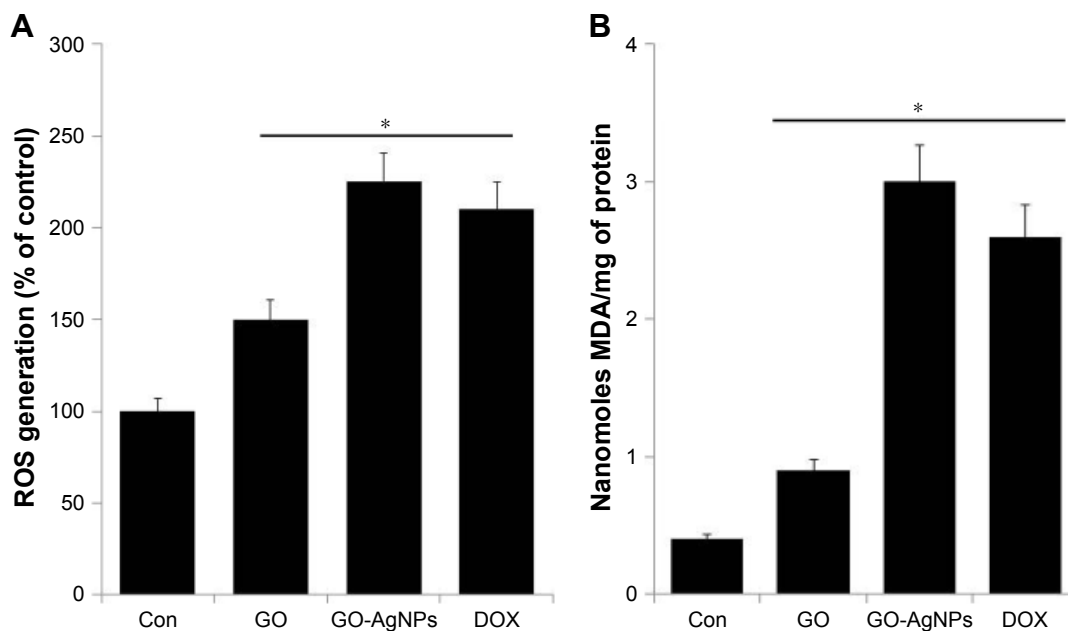 A
ROS generation (% of control)
300
250
200
150
100
50
0
*
Con GO GO-AgNPs DOX
B
Nanomoles MDA/mg of protein
4
3
2
1
0
*
Con GO GO-AgNPs DOX